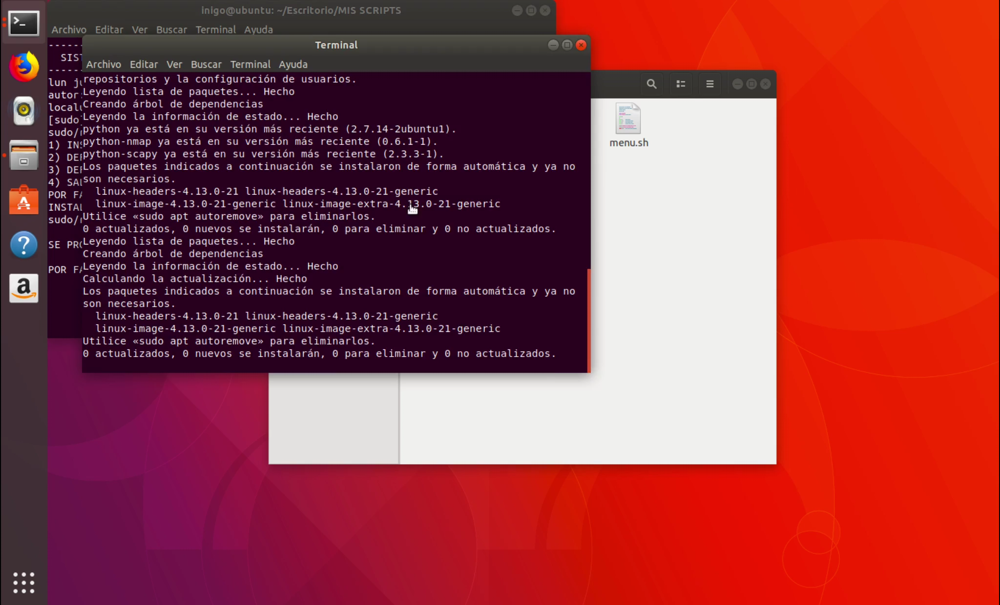 inigo@ubuntu: ~/Escritorio/MIS SCRIPTS
Archivo Editar Ver Buscar Terminal Ayuda
------
SIST
------
lun
autor:
[sudo
sudo/
1) INS
2) DEF
3) DEF
4) SAL
POR FA
INSTAL
sudo/
SE PRO
POR FA
Terminal
Archivo Editar Ver Buscar Terminal Ayuda
repositorios y la configuración de usuarios.
Leyendo lista de paquetes... Hecho
Creando árbol de dependencias
Leyendo la información de estado... Hecho
python ya está en su versión más reciente (2.7.14-2ubuntu1).
python-nmap ya está en su versión más reciente (0.6.1-1).
python-scapy ya está en su versión más reciente (2.3.3-1).
Los paquetes indicados a continuación se instalaron de forma automática y ya no
son necesarios.
linux-headers-4.13.0-21 linux-headers-4.13.0-21-generic
linux-image-4.13.0-21-generic linux-image-extra-4.13.0-21-generic
Utilice «sudo apt autoremove» para eliminarlos.
0 actualizados, 0 nuevos se instalarán, 0 para eliminar y 0 no actualizados.
Leyendo lista de paquetes... Hecho
Creando árbol de dependencias
Leyendo la información de estado... Hecho
Calculando la actualización... Hecho
Los paquetes indicados a continuación se instalaron de forma automática y ya no
son necesarios.
linux-headers-4.13.0-21 linux-headers-4.13.0-21-generic
linux-image-4.13.0-21-generic linux-image-extra-4.13.0-21-generic
Utilice «sudo apt autoremove» para eliminarlos.
0 actualizados, 0 nuevos se instalarán, 0 para eliminar y 0 no actualizados.
menu.sh